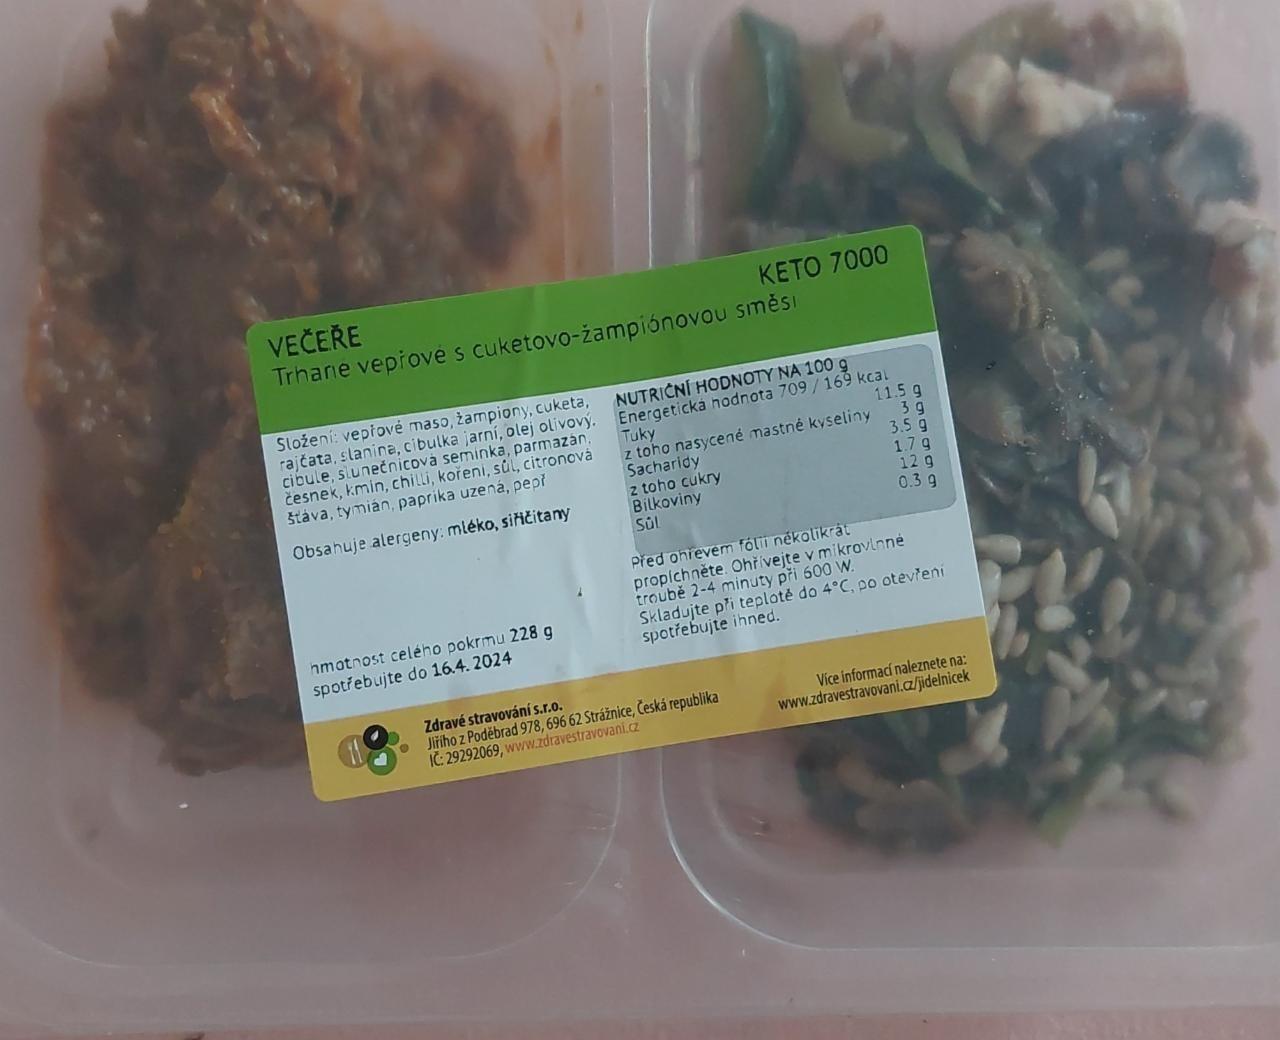 VEČEŘE
KETO 7000
Trhané vepřové s cuketovo-žampiónovou směsí
Složení: vepřové maso, žampiony, cuketa,
rajčata, slanina, cibulka jarní, olej olivový,
cibule, slunečnicová semínka, parmazán,
česnek, kmín, chilli, koření, sůl, citronová
šťáva, tymián, paprika uzená, pepř
Obsahuje alergeny: mléko, siřičitany
hmotnost celého pokrmu 228 g
spotřebujte do 16.4. 2024
NUTRIČNÍ HODNOTY NA 100 g
Energetická hodnota 709 / 169 kcal
Tuky 11.5 g
z toho nasycené mastné kyseliny 3 g
Sacharidy 3.5 g
z toho cukry 1.7 g
Bílkoviny 12 g
Sůl 0.3 g
Před ohřevem fólii několikrát
propíchněte. Ohřívejte v mikrovlnné
troubě 2-4 minuty při 600 W.
Skladujte při teplotě do 4°C, po otevření
spotřebujte ihned.
Zdravé stravování s.r.o.
Jiřího z Poděbrad 978, 696 62 Strážnice, Česká republika
IČ: 29292069, www.zdravestravovani.cz
Více informací naleznete na:
www.zdravestravovani.cz/jidelnicek